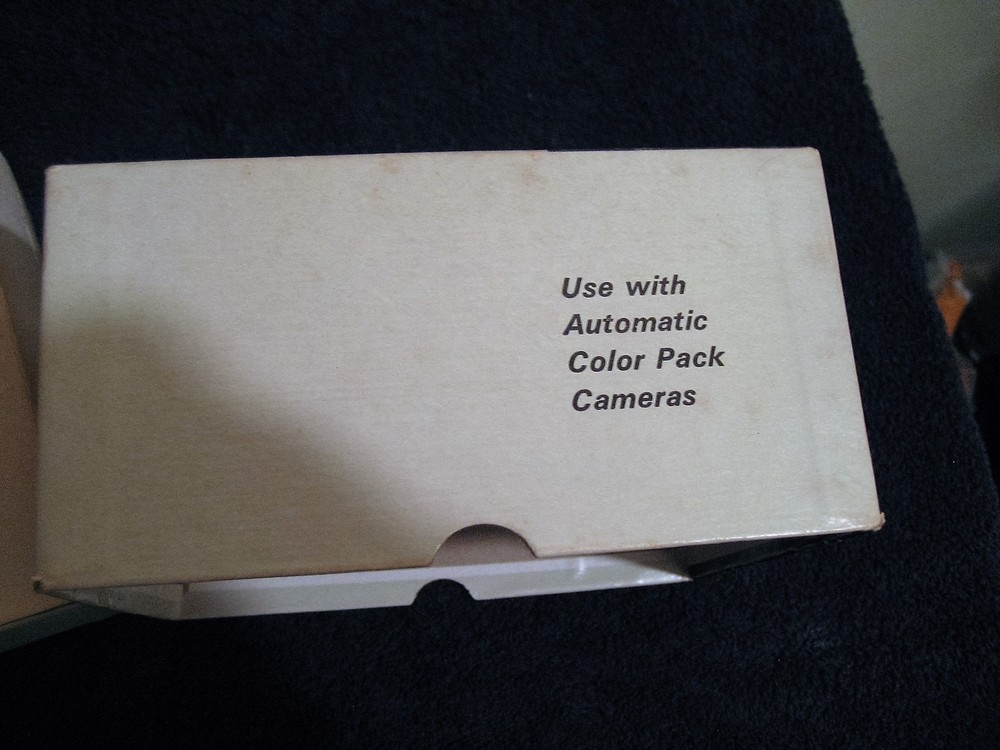 Use with
Automatic
Color Pack
Cameras